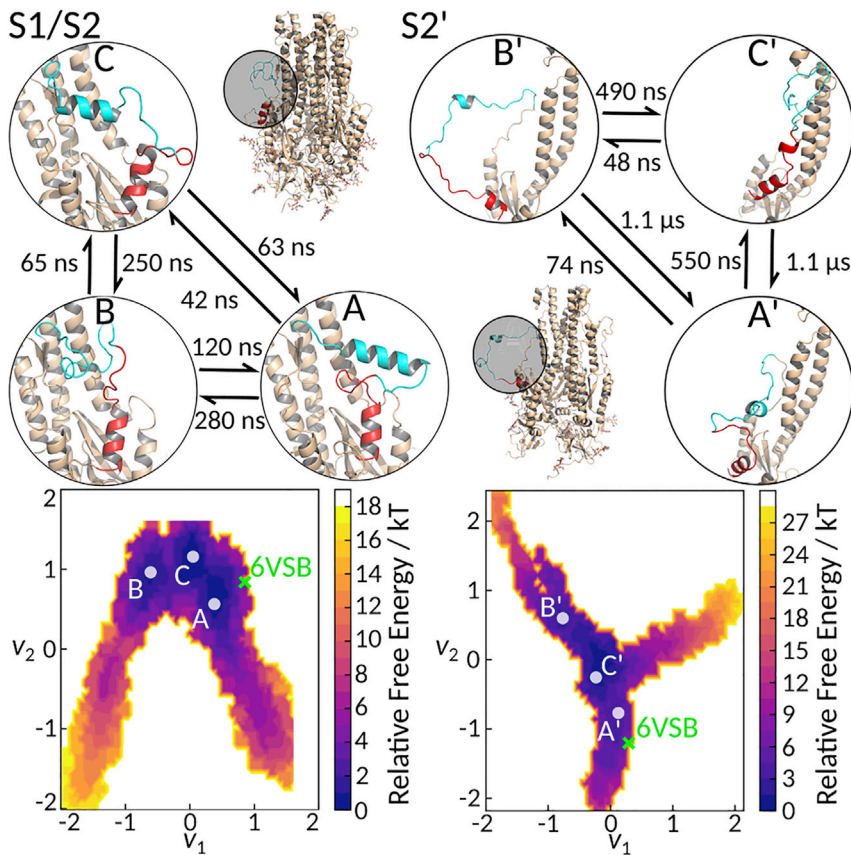 S1/S2
S2'
C
B'
C'
490 ns
48 ns
63 ns
1.1 µs
65 ns
250 ns
42 ns
74 ns
550 ns
1.1 µs
B
A
A'
120 ns
280 ns
2
1
0
-1
-2
v2
-2
-1
0
1
2
v1
B
C
A
6VSB
18
16
14
12
10
8
6
4
2
0
Relative Free Energy / kT
2
1
0
-1
-2
v2
-2
-1
0
1
2
v1
B'
C'
A'
6VSB
27
24
21
18
15
12
9
6
3
0
Relative Free Energy / kT